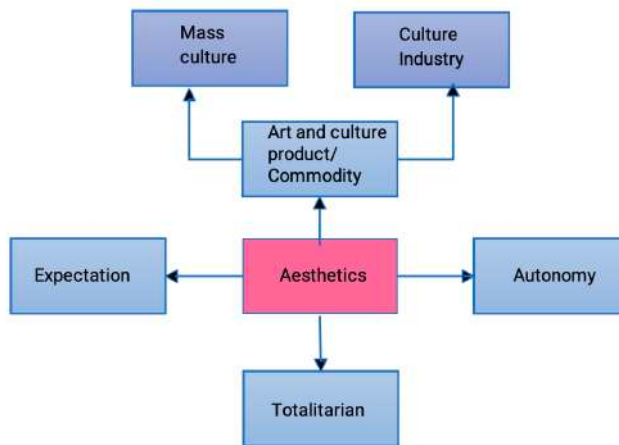 Mass
culture
Culture
Industry
Art and culture
product/
Commodity
Expectation
Aesthetics
Autonomy
Totalitarian